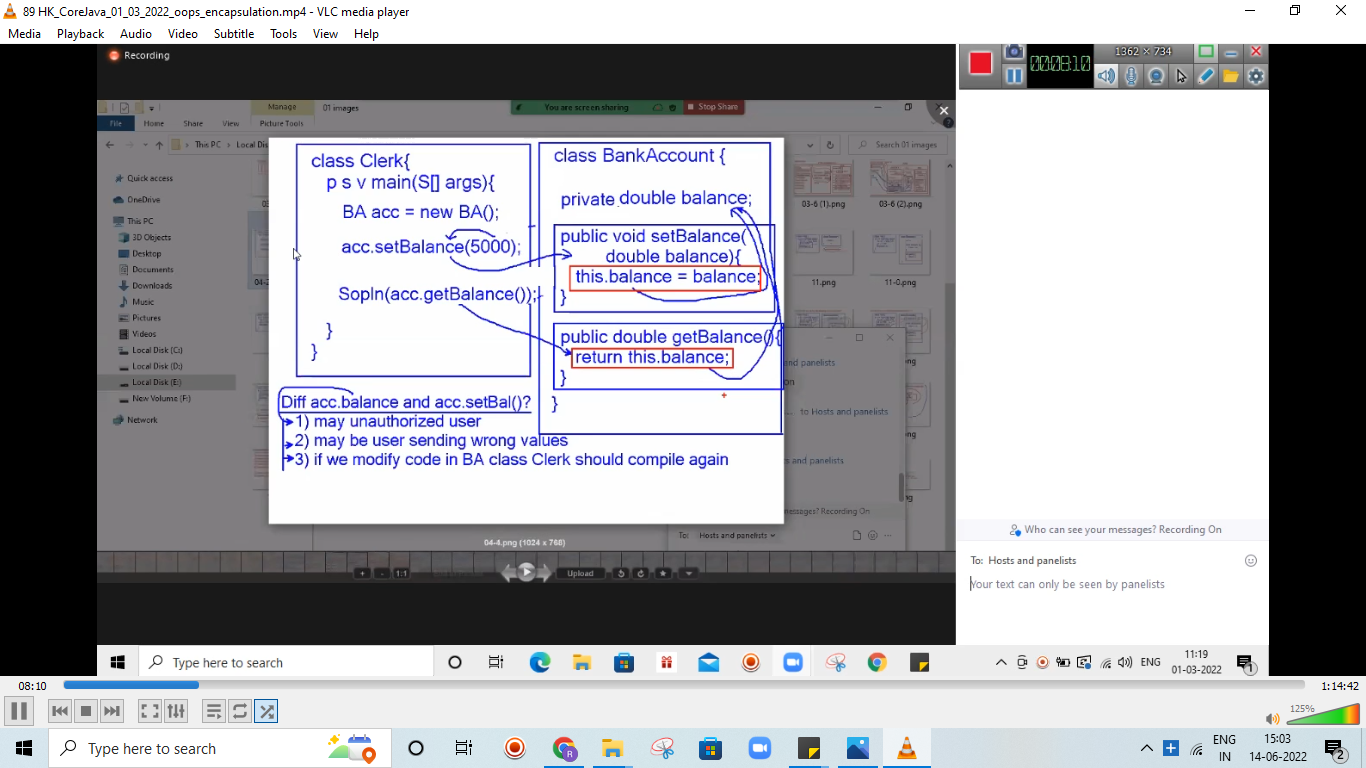 89 HK_CoreJava_01_03_2022_oops_encapsulation.mp4 - VLC media player
Media Playback Audio Video Subtitle Tools View Help
Recording
1362 × 734
00:08:10
Manage
01 images
You are screen sharing
Stop Share
File Home Share View Picture Tools
This PC
Local Dis
Search 01 images
Quick access
OneDrive
This PC
3D Objects
Desktop
Documents
Downloads
Music
Pictures
Videos
Local Disk (C:)
Local Disk (D:)
Local Disk (E:)
New Volume (F:)
Network
class Clerk{
p s v main(S[] args){
BA acc = new BA();
acc.setBalance(5000);
Sopln(acc.getBalance());
}
}
class BankAccount {
private double balance;
public void setBalance(
double balance){
this.balance = balance;
}
public double getBalance(){
return this.balance;
}
}
Diff acc.balance and acc.setBal()?
1) may unauthorized user
2) may be user sending wrong values
3) if we modify code in BA class Clerk should compile again
03-6 (1).png
03-6 (2).png
11.png
11-0.png
to Hosts and panelists
To: Hosts and panelists
04-4.png (1024 x 768)
+ - 1:1
Upload
Who can see your messages? Recording On
To: Hosts and panelists
Your text can only be seen by panelists
Type here to search
ENG
11:19
01-03-2022
1
08:10
1:14:42
125%
Type here to search
ENG
IN
15:03
14-06-2022
2